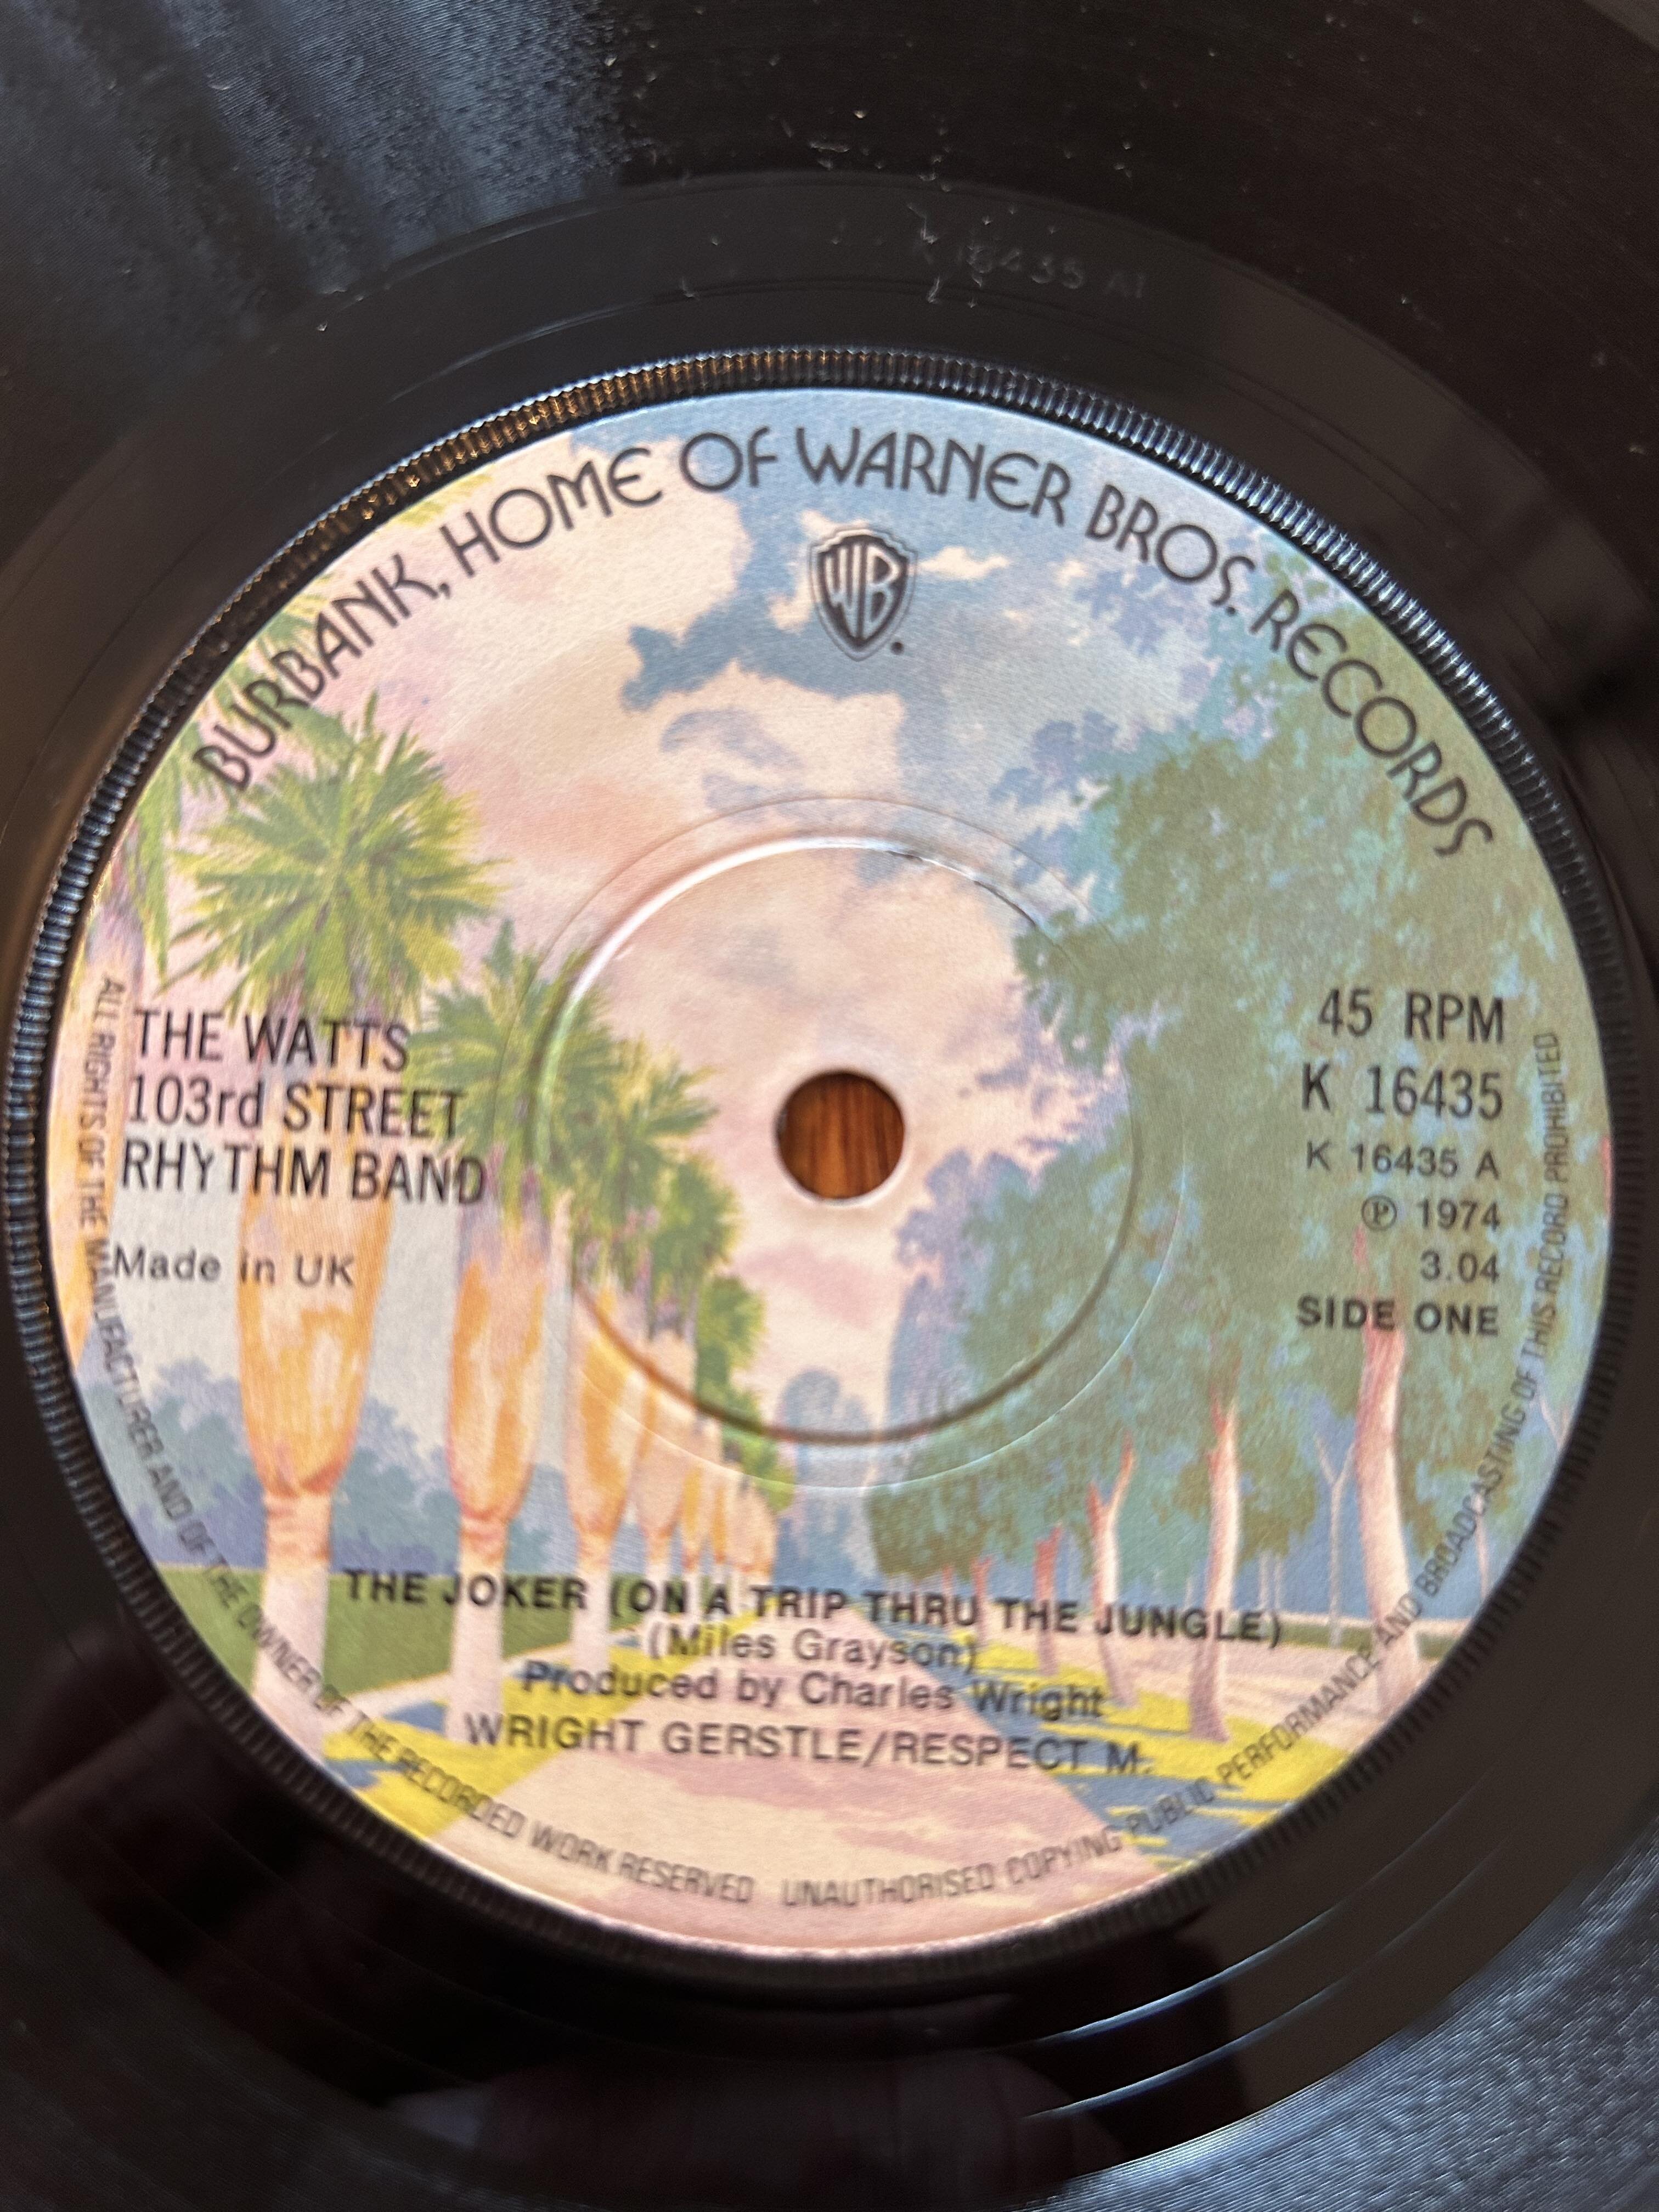 K 16435 A1
BURBANK, HOME OF WARNER BROS. RECORDS
WB
THE WATTS
103rd STREET
RHYTHM BAND
Made in UK
45 RPM
K 16435
K 16435 A
℗ 1974
3.04
SIDE ONE
THE JOKER (ON A TRIP THRU THE JUNGLE)
(Miles Grayson)
Produced by Charles Wright
WRIGHT GERSTLE/RESPECT M.
ALL RIGHTS OF THE MANUFACTURER AND OF THE OWNER OF THE RECORDED WORK RESERVED UNAUTHORISED COPYING PUBLIC PERFORMANCE AND BROADCASTING OF THIS RECORD PROHIBITED